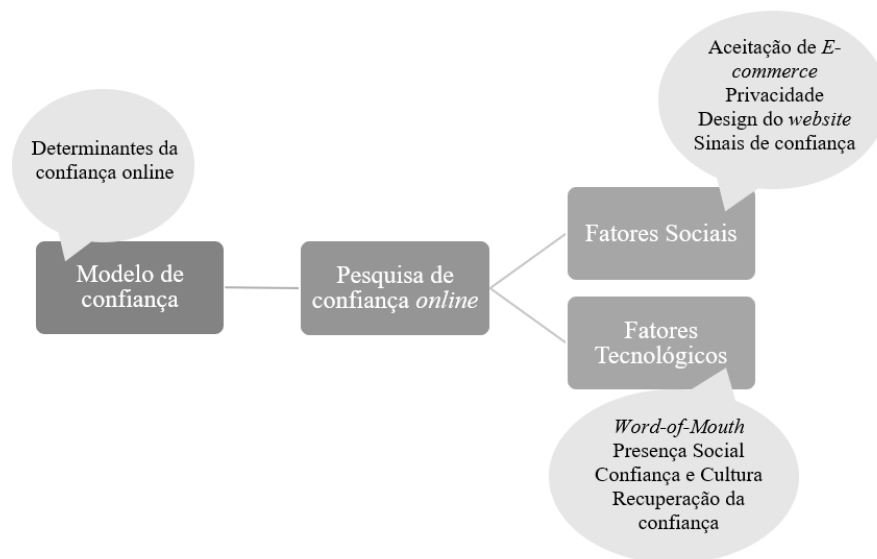 Aceitação de E-
commerce
Privacidade
Design do website
Sinais de confiança
Determinantes da
confiança online
Modelo de
confiança
Pesquisa de
confiança online
Fatores Sociais
Fatores
Tecnológicos
Word-of-Mouth
Presença Social
Confiança e Cultura
Recuperação da
confiança